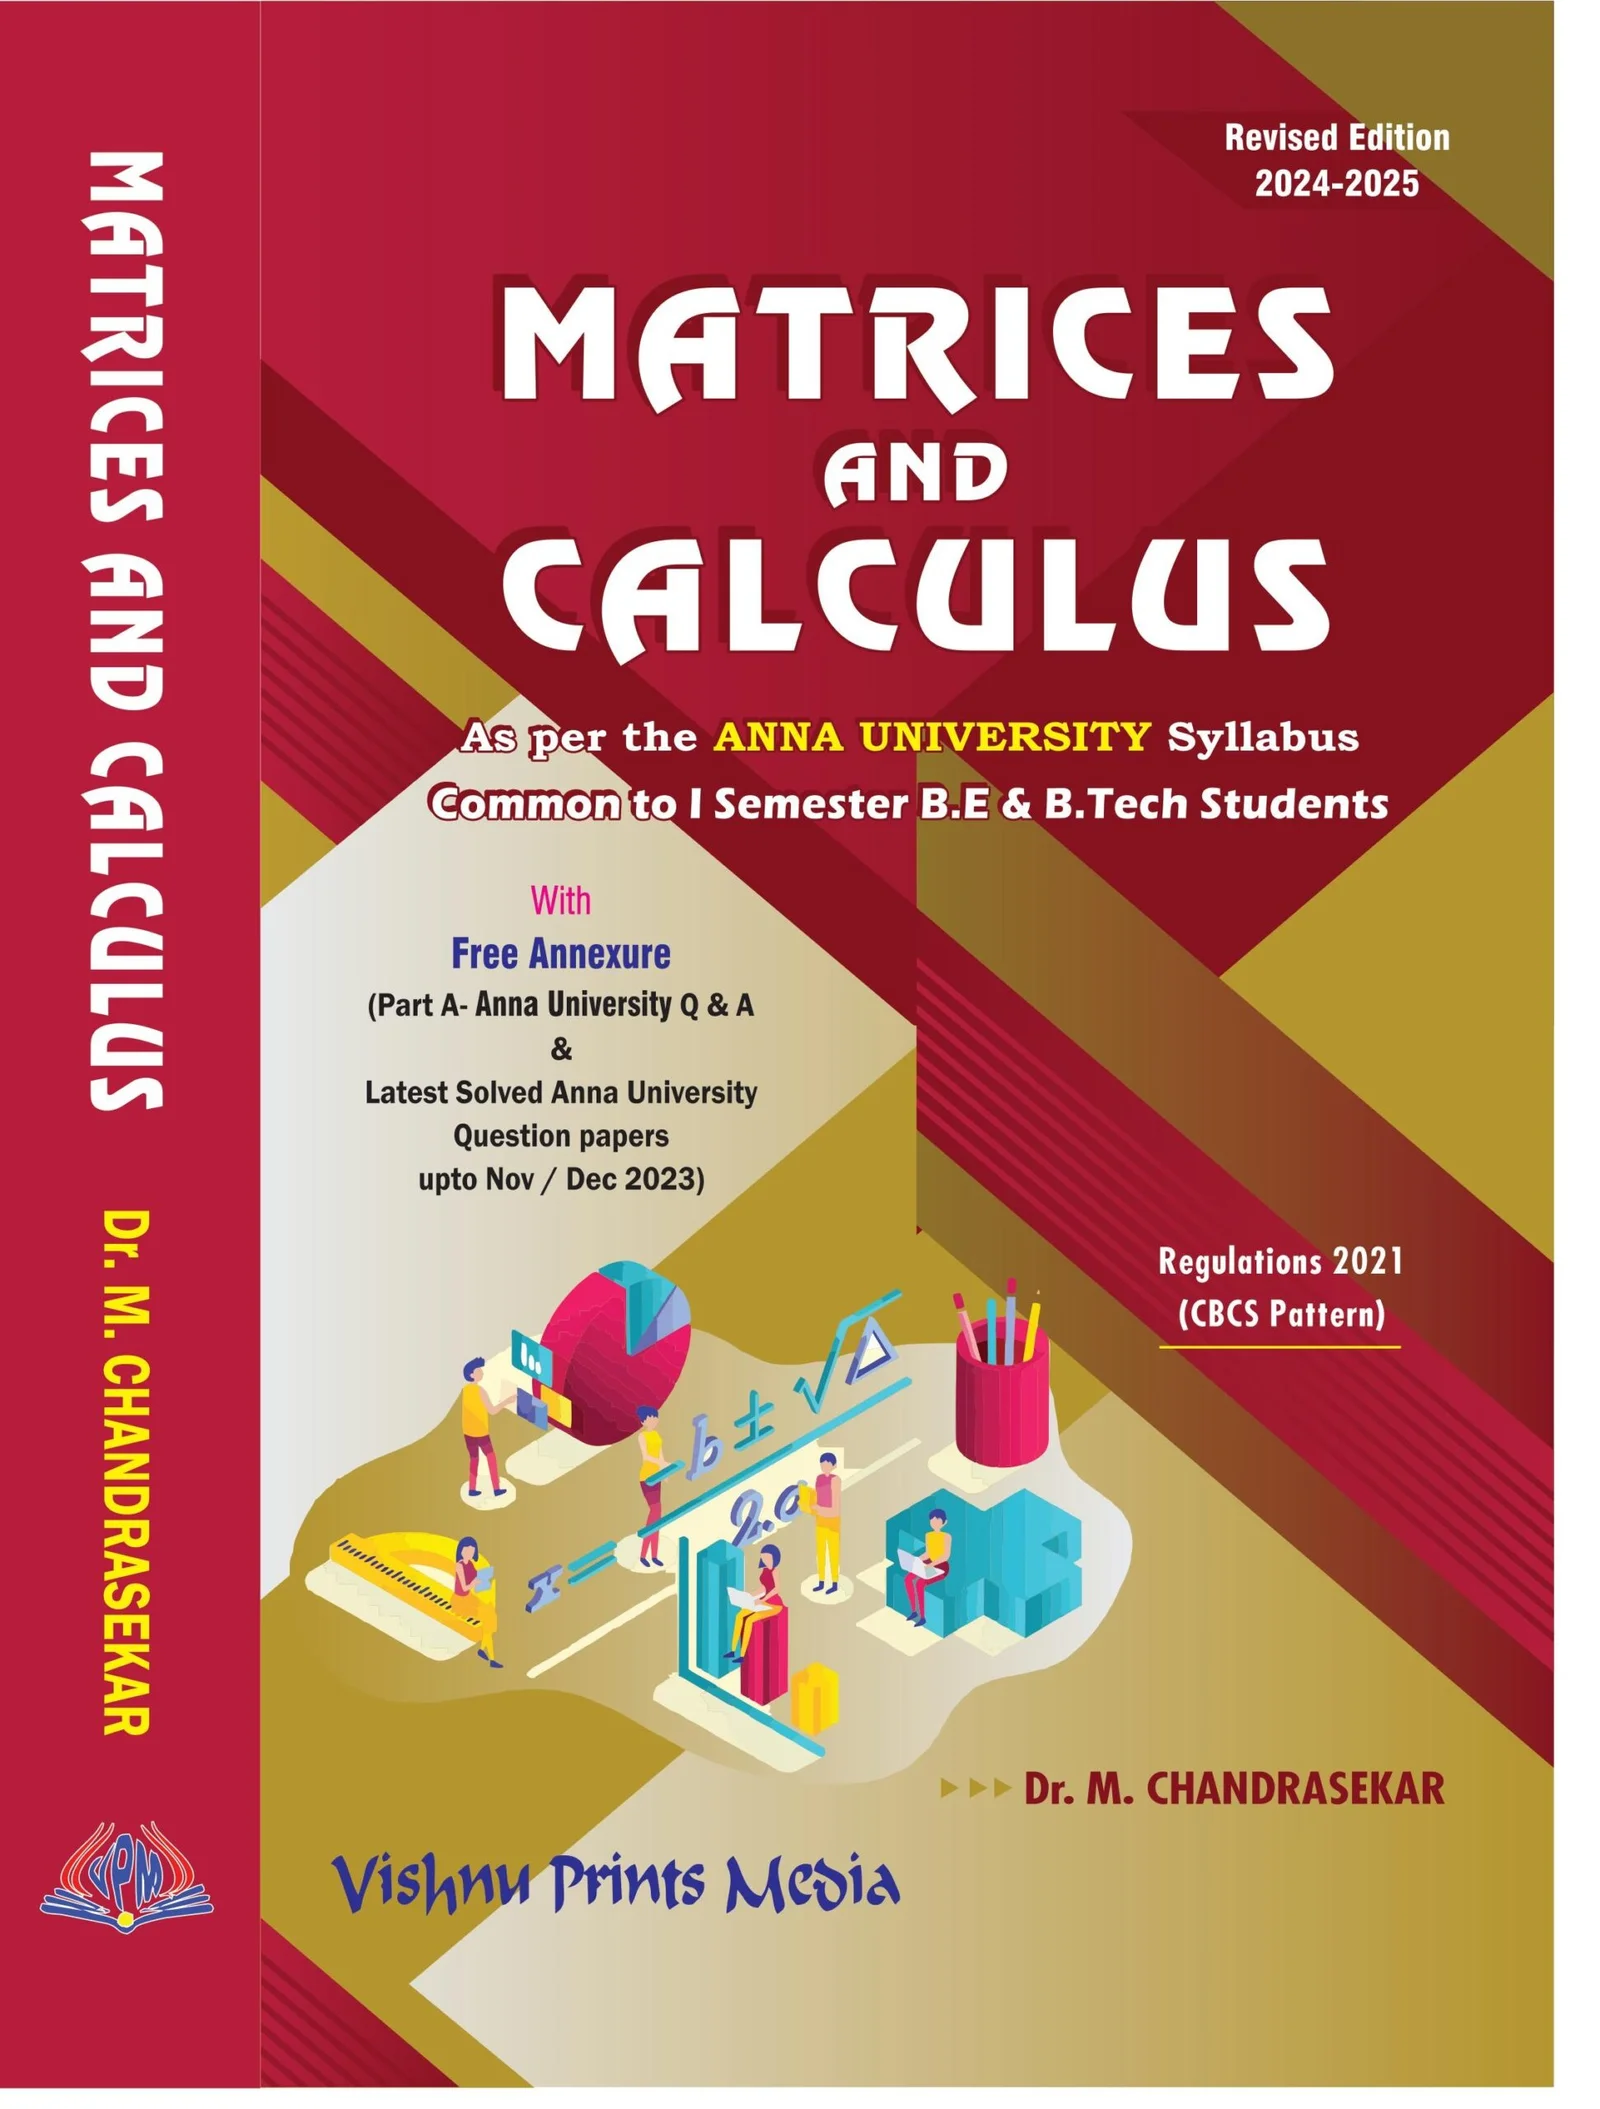 MATRICES AND CALCULUS
Dr. M. CHANDRASEKAR
VPM
Revised Edition
2024-2025
MATRICES
AND
CALCULUS
As per the ANNA UNIVERSITY Syllabus
Common to I Semester B.E & B.Tech Students
With
Free Annexure
(Part A- Anna University Q & A
&
Latest Solved Anna University
Question papers
upto Nov / Dec 2023)
Regulations 2021
(CBCS Pattern)
-b±√Δ
x=
2.a
Dr. M. CHANDRASEKAR
Vishnu Prints Media